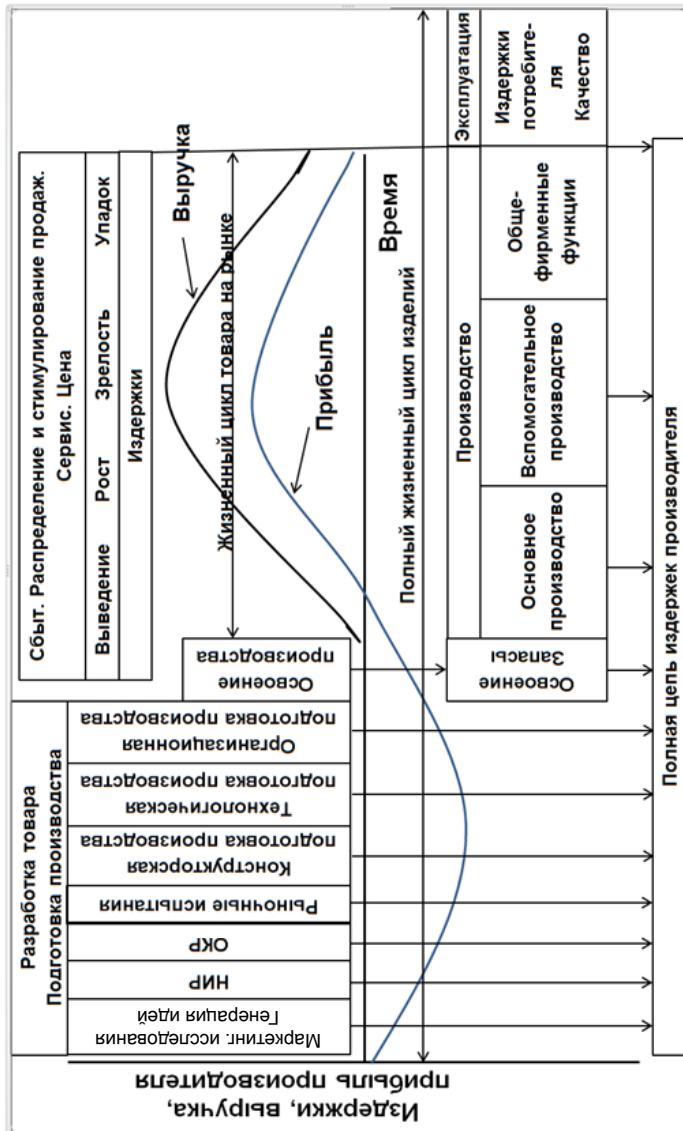 Издержки, выручка,
прибыль производителя
Разработка товара
Подготовка производства
Маркетинг. исследования
Генерация идей
НИР
ОКР
Рыночные испытания
Конструкторская
подготовка производства
Технологическая
подготовка производства
Организационная
подготовка производства
Освоение
производства
Сбыт. Распределение и стимулирование продаж.
Сервис. Цена
Выведение Рост Зрелость Упадок
Издержки
Выручка
Жизненный цикл товара на рынке
Прибыль
Время
Полный жизненный цикл изделий
Освоение
Запасы
Производство
Эксплуатация
Основное
производство
Вспомогательное
производство
Обще-
фирменные
функции
Издержки
потребите-
ля
Качество
Полная цепь издержек производителя